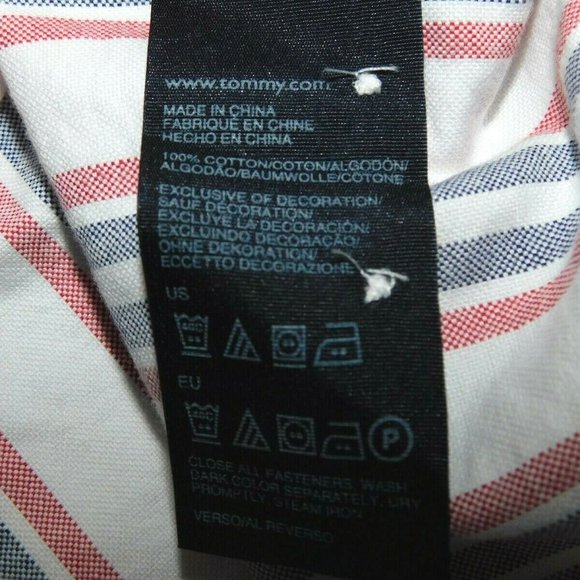 www.tommy.com
MADE IN CHINA
FABRIQUÉ EN CHINE
HECHO EN CHINA
100% COTTON/COTON/ALGODÓN/
ALGODÃO/BAUMWOLLE/COTONE
EXCLUSIVE OF DECORATION/
SAUF DECORATION/
EXCLUYE LA DECORACIÓN/
EXCLUINDO DECORAÇÃO/
OHNE DEKORATION/
ECCETTO DECORAZIONE
US
EU
P
CLOSE ALL FASTENERS, WASH
DARK COLOR SEPARATELY, DRY
PROMPTLY, STEAM IRON
VERSO/AL REVERSO